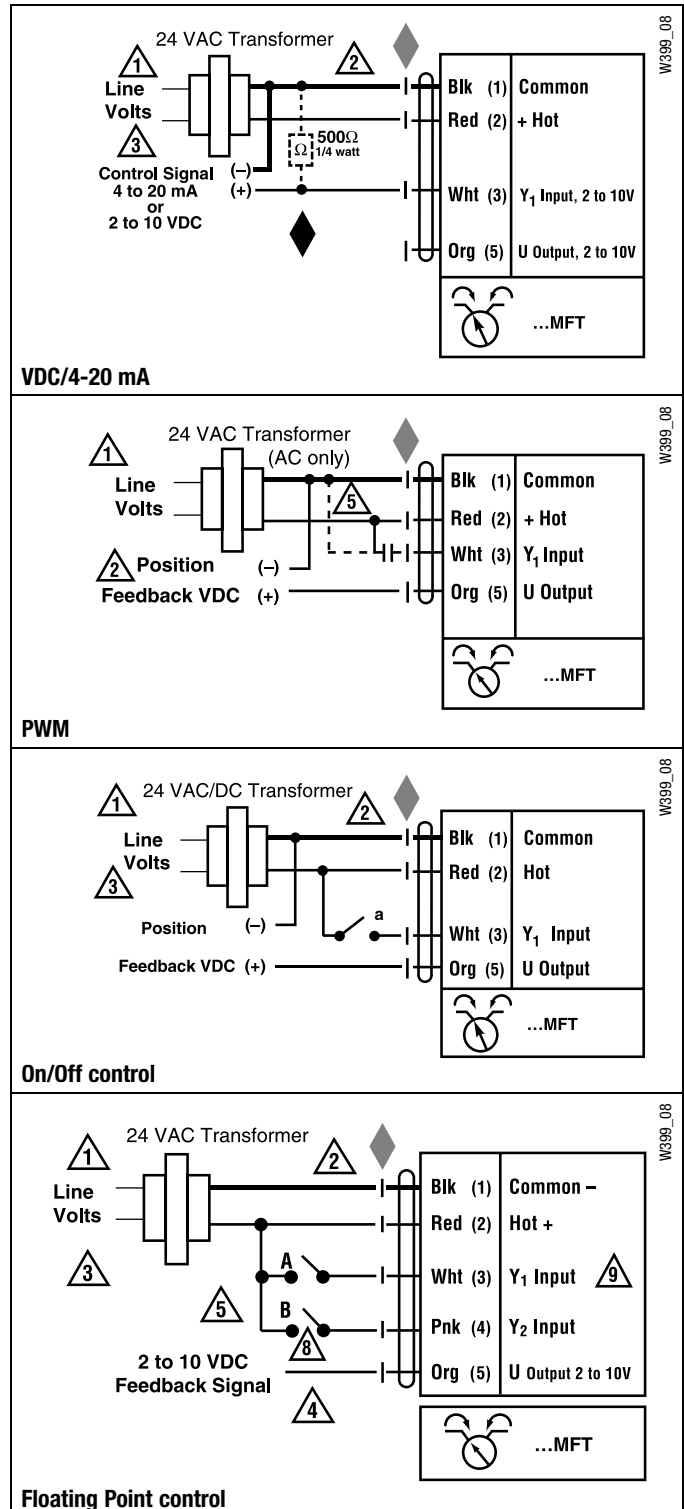 W399_08
24 VAC Transformer
1
2
Line
Volts
3
Control Signal (–)
4 to 20 mA (+)
or
2 to 10 VDC
Ω 500Ω
1/4 watt
Blk (1) Common
Red (2) + Hot
Wht (3) Y1 Input, 2 to 10V
Org (5) U Output, 2 to 10V
...MFT
VDC/4-20 mA
W399_08
24 VAC Transformer
(AC only)
1
Line
Volts
5
2 Position (–)
Feedback VDC (+)
Blk (1) Common
Red (2) + Hot
Wht (3) Y1 Input
Org (5) U Output
...MFT
PWM
W399_08
24 VAC/DC Transformer
1
2
Line
Volts
3
a
Position (–)
Feedback VDC (+)
Blk (1) Common
Red (2) Hot
Wht (3) Y1 Input
Org (5) U Output
...MFT
On/Off control
W399_08
24 VAC Transformer
1
2
Line
Volts
3
A
5
B
8
2 to 10 VDC
Feedback Signal
4
Blk (1) Common –
Red (2) Hot +
Wht (3) Y1 Input 9
Pnk (4) Y2 Input
Org (5) U Output 2 to 10V
...MFT
Floating Point control